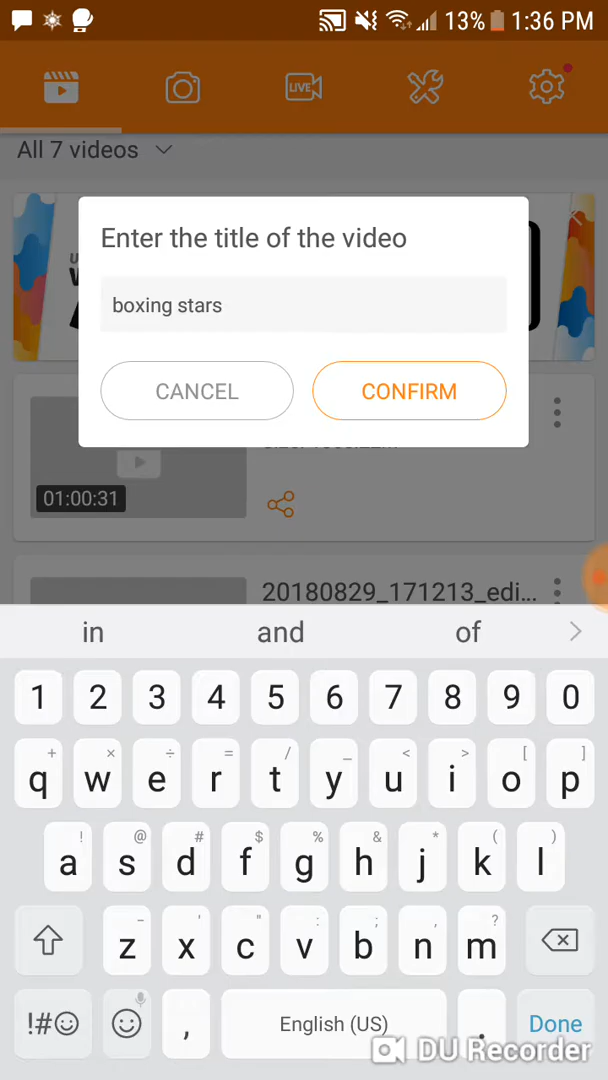 13% 1:36 PM
LIVE
All 7 videos
Enter the title of the video
boxing stars
CANCEL CONFIRM
01:00:31
20180829_171213_edi...
in and of
1 2 3 4 5 6 7 8 9 0
+ × ÷ = / _ < > [ ]
q w e r t y u i o p
! @ # $ % & * ( )
a s d f g h j k l
- ' " : ; , ?
z x c v b n m
!#☺ , English (US) . Done
DU Recorder